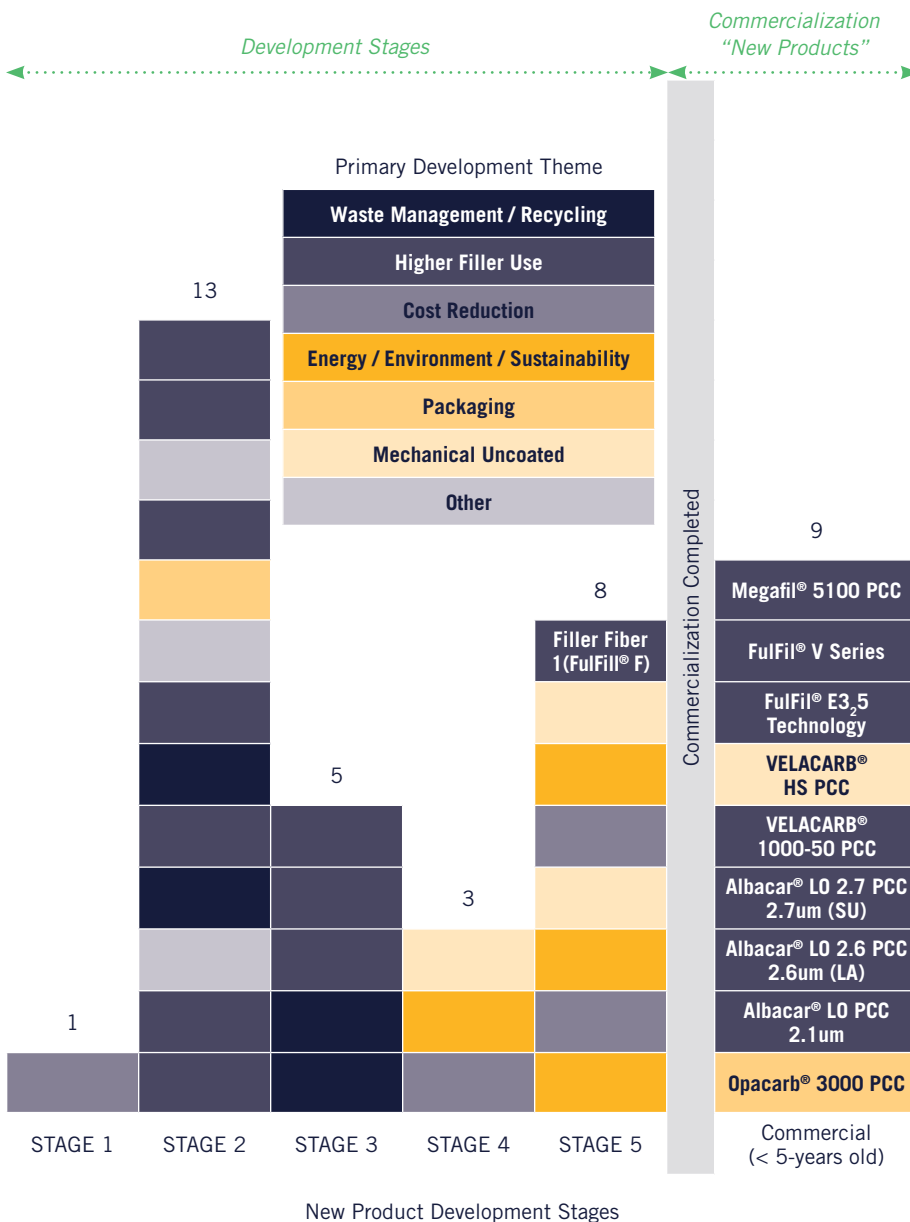 Development Stages
Commercialization
“New Products”
Primary Development Theme
Waste Management / Recycling
Higher Filler Use
Cost Reduction
Energy / Environment / Sustainability
Packaging
Mechanical Uncoated
Other
13
5
1
3
8
Filler Fiber
1(FulFill® F)
Commercialization Completed
9
Megafil® 5100 PCC
FulFil® V Series
FulFil® E3₂5
Technology
VELACARB®
HS PCC
VELACARB®
1000-50 PCC
Albacar® LO 2.7 PCC
2.7um (SU)
Albacar® LO 2.6 PCC
2.6um (LA)
Albacar® LO PCC
2.1um
Opacarb® 3000 PCC
STAGE 1
STAGE 2
STAGE 3
STAGE 4
STAGE 5
Commercial
(< 5-years old)
New Product Development Stages